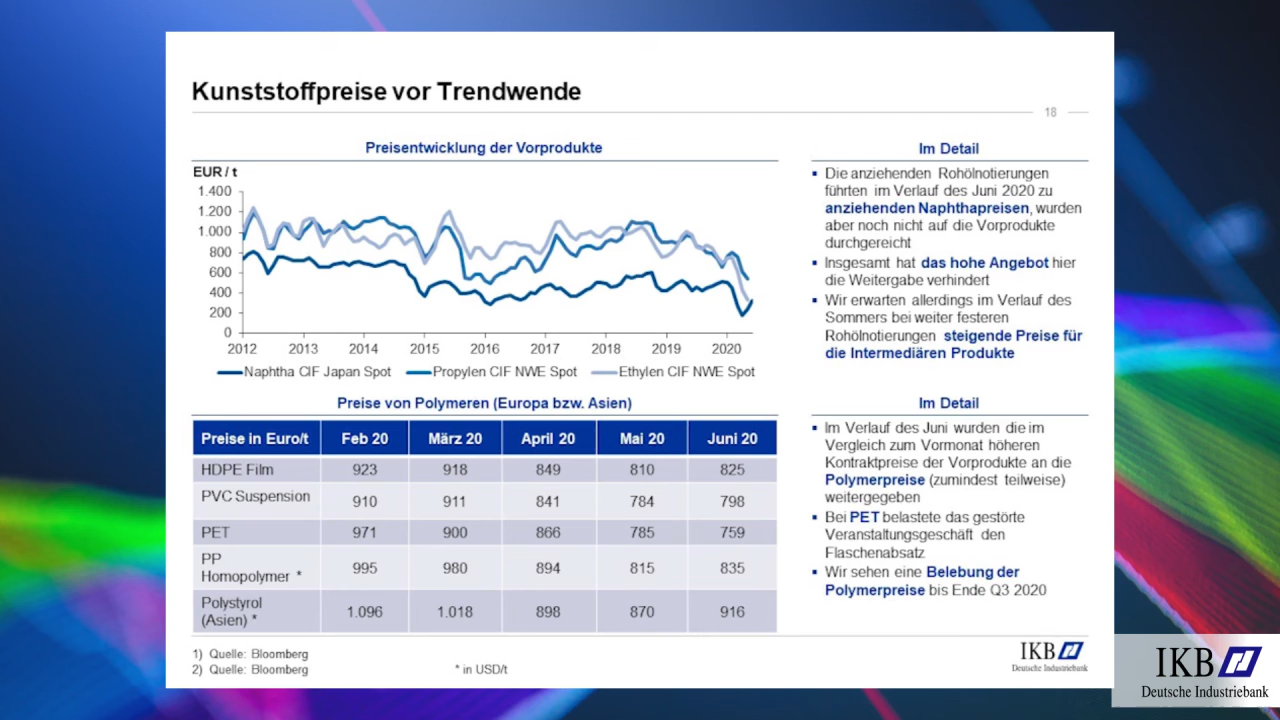 Kunststoffpreise vor Trendwende
18
Preisentwicklung der Vorprodukte
EUR / t
1.400
1.200
1.000
800
600
400
200
0
2012 2013 2014 2015 2016 2017 2018 2019 2020
Naphtha CIF Japan Spot Propylen CIF NWE Spot Ethylen CIF NWE Spot
Im Detail
Die anziehenden Rohölnotierungen
führten im Verlauf des Juni 2020 zu
anziehenden Naphthapreisen, wurden
aber noch nicht auf die Vorprodukte
durchgereicht
Insgesamt hat das hohe Angebot hier
die Weitergabe verhindert
Wir erwarten allerdings im Verlauf des
Sommers bei weiter festeren
Rohölnotierungen steigende Preise für
die Intermediären Produkte
Preise von Polymeren (Europa bzw. Asien)
Preise in Euro/t Feb 20 März 20 April 20 Mai 20 Juni 20
HDPE Film 923 918 849 810 825
PVC Suspension 910 911 841 784 798
PET 971 900 866 785 759
PP
Homopolymer * 995 980 894 815 835
Polystyrol
(Asien) * 1.096 1.018 898 870 916
Im Detail
Im Verlauf des Juni wurden die im
Vergleich zum Vormonat höheren
Kontraktpreise der Vorprodukte an die
Polymerpreise (zumindest teilweise)
weitergegeben
Bei PET belastete das gestörte
Veranstaltungsgeschäft den
Flaschenabsatz
Wir sehen eine Belebung der
Polymerpreise bis Ende Q3 2020
1) Quelle: Bloomberg
2) Quelle: Bloomberg
* in USD/t
IKB
Deutsche Industriebank
IKB
Deutsche Industriebank